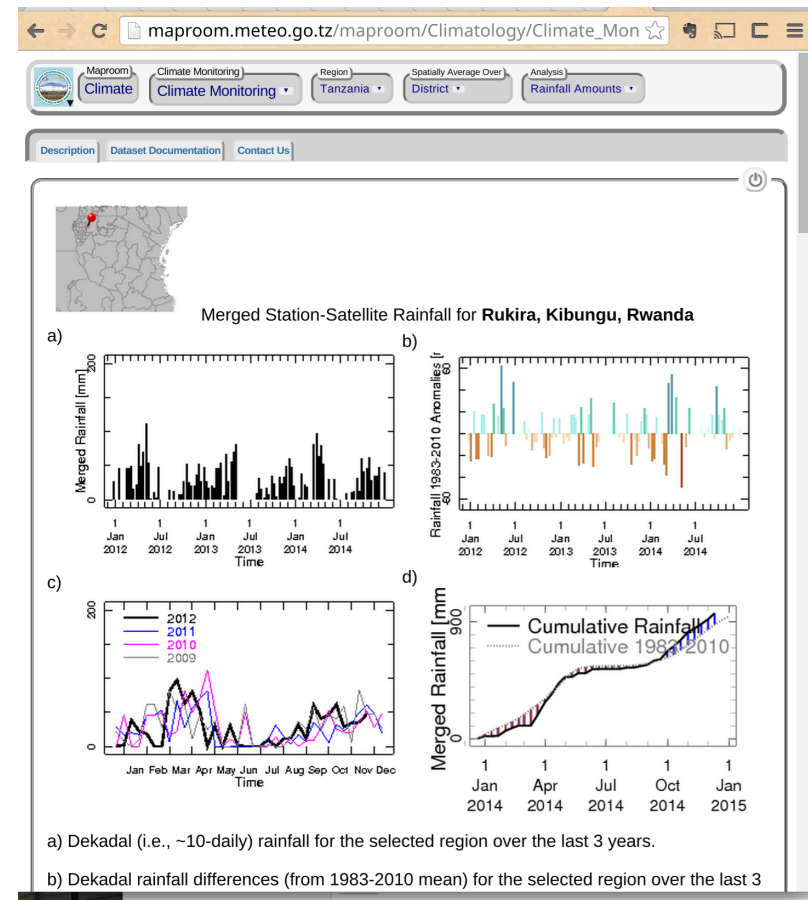 maproom.meteo.go.tz/maproom/Climatology/Climate_Mon
Maproom
Climate
Climate Monitoring
Climate Monitoring
Region
Tanzania
Spatially Average Over
District
Analysis
Rainfall Amounts
Description
Dataset Documentation
Contact Us
Merged Station-Satellite Rainfall for Rukira, Kibungu, Rwanda
a)
Merged Rainfall [mm]
200
0
1 Jan 2012
1 Jul 2012
1 Jan 2013
1 Jul 2013
1 Jan 2014
1 Jul 2014
Time
b)
Rainfall 1983-2010 Anomalies
1 Jan 2012
1 Jul 2012
1 Jan 2013
1 Jul 2013
1 Jan 2014
1 Jul 2014
Time
c)
200
0
2012
2011
2010
2009
Jan Feb Mar Apr May Jun Jul Aug Sep Oct Nov Dec
Time
d)
Merged Rainfall [mm
900
0
Cumulative Rainfall
Cumulative 1983-2010
1 Jan 2014
1 Apr 2014
1 Jul 2014
1 Oct 2014
1 Jan 2015
a) Dekadal (i.e., ~10-daily) rainfall for the selected region over the last 3 years.
b) Dekadal rainfall differences (from 1983-2010 mean) for the selected region over the last 3